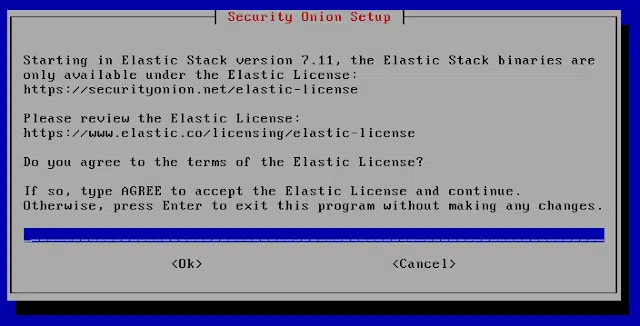 Security Onion Setup
Starting in Elastic Stack version 7.11, the Elastic Stack binaries are
only available under the Elastic License:
https://securityonion.net/elastic-license
Please review the Elastic License:
https://www.elastic.co/licensing/elastic-license
Do you agree to the terms of the Elastic License?
If so, type AGREE to accept the Elastic License and continue.
Otherwise, press Enter to exit this program without making any changes.
<Ok> <Cancel>